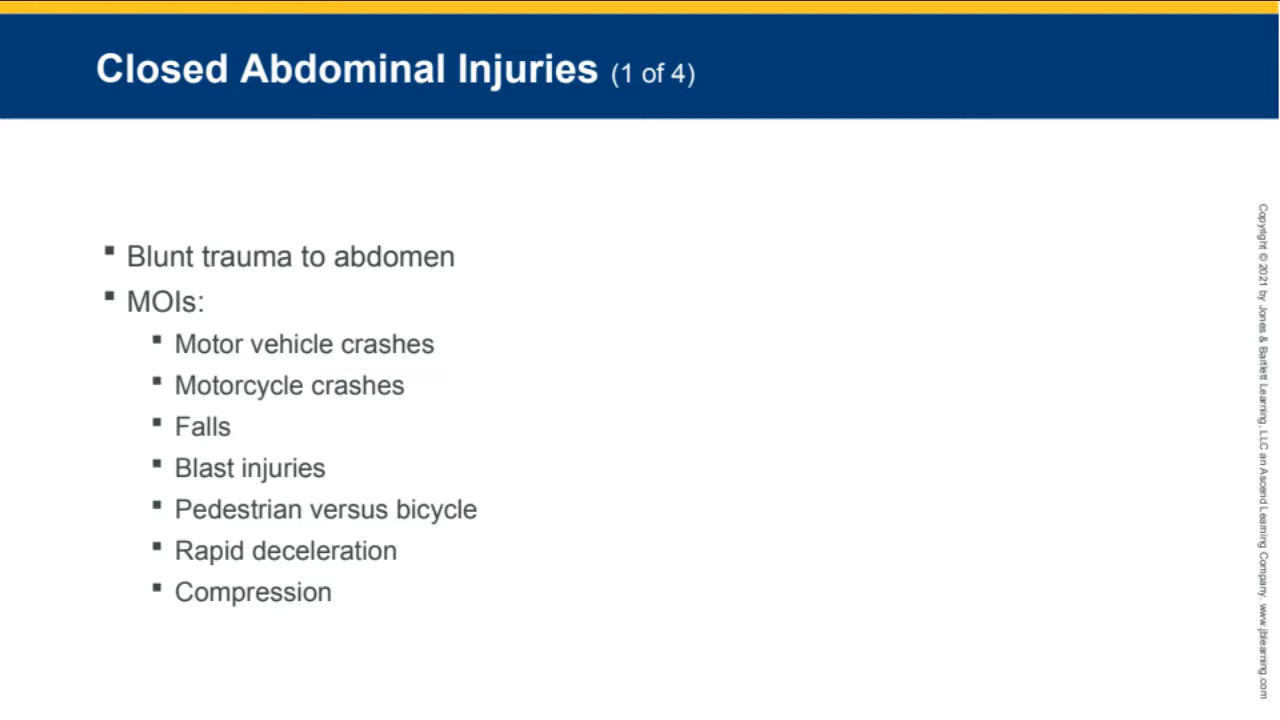 Closed Abdominal Injuries (1 of 4)
▪ Blunt trauma to abdomen
▪ MOIs:
▪ Motor vehicle crashes
▪ Motorcycle crashes
▪ Falls
▪ Blast injuries
▪ Pedestrian versus bicycle
▪ Rapid deceleration
▪ Compression
Copyright © 2021 by Jones & Bartlett Learning, LLC an Ascend Learning Company. www.jblearning.com